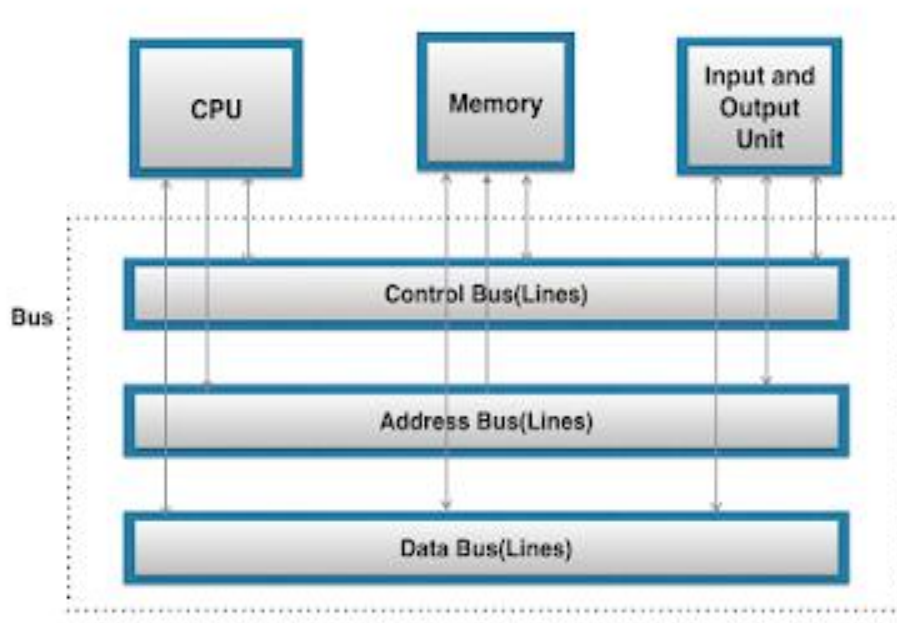 CPU
Memory
Input and
Output
Unit
Bus
Control Bus(Lines)
Address Bus(Lines)
Data Bus(Lines)